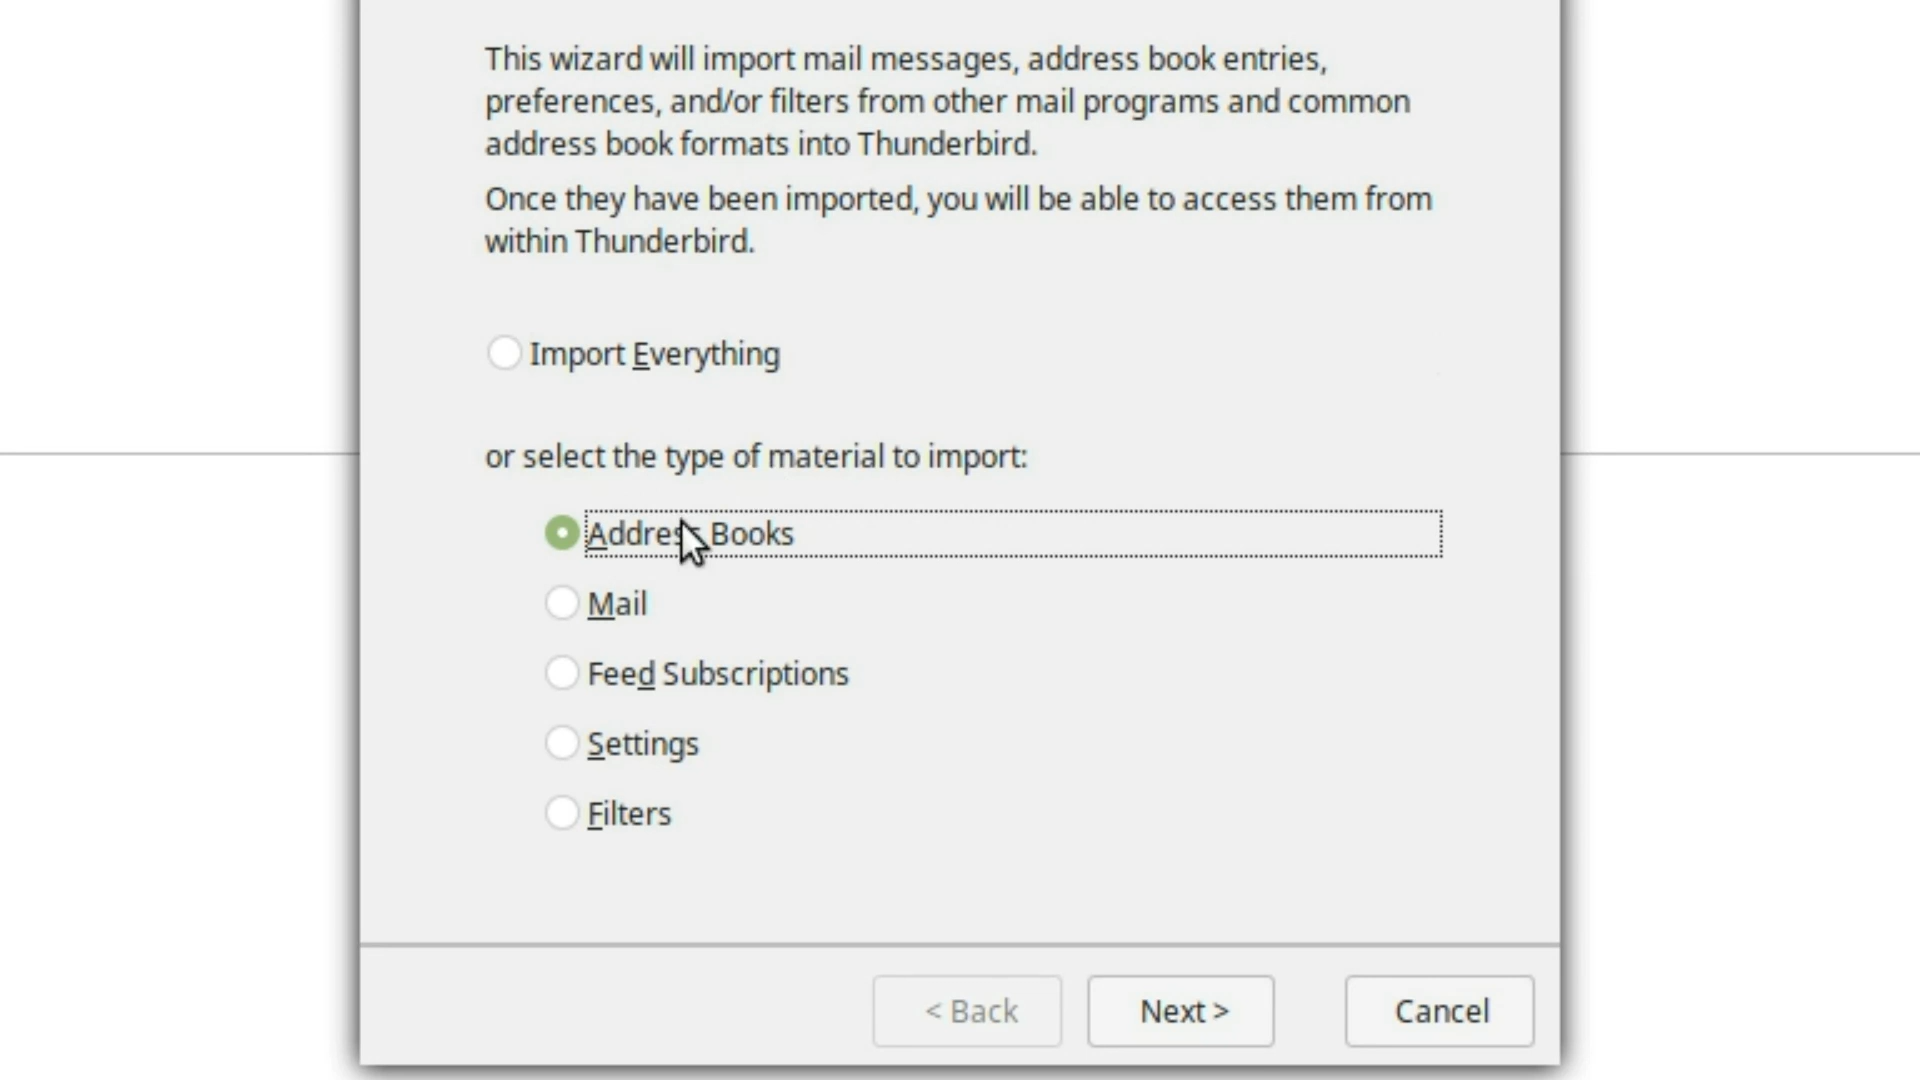 This wizard will import mail messages, address book entries,
preferences, and/or filters from other mail programs and common
address book formats into Thunderbird.
Once they have been imported, you will be able to access them from
within Thunderbird.
Import Everything
or select the type of material to import:
Address Books
Mail
Feed Subscriptions
Settings
Filters
< Back
Next >
Cancel